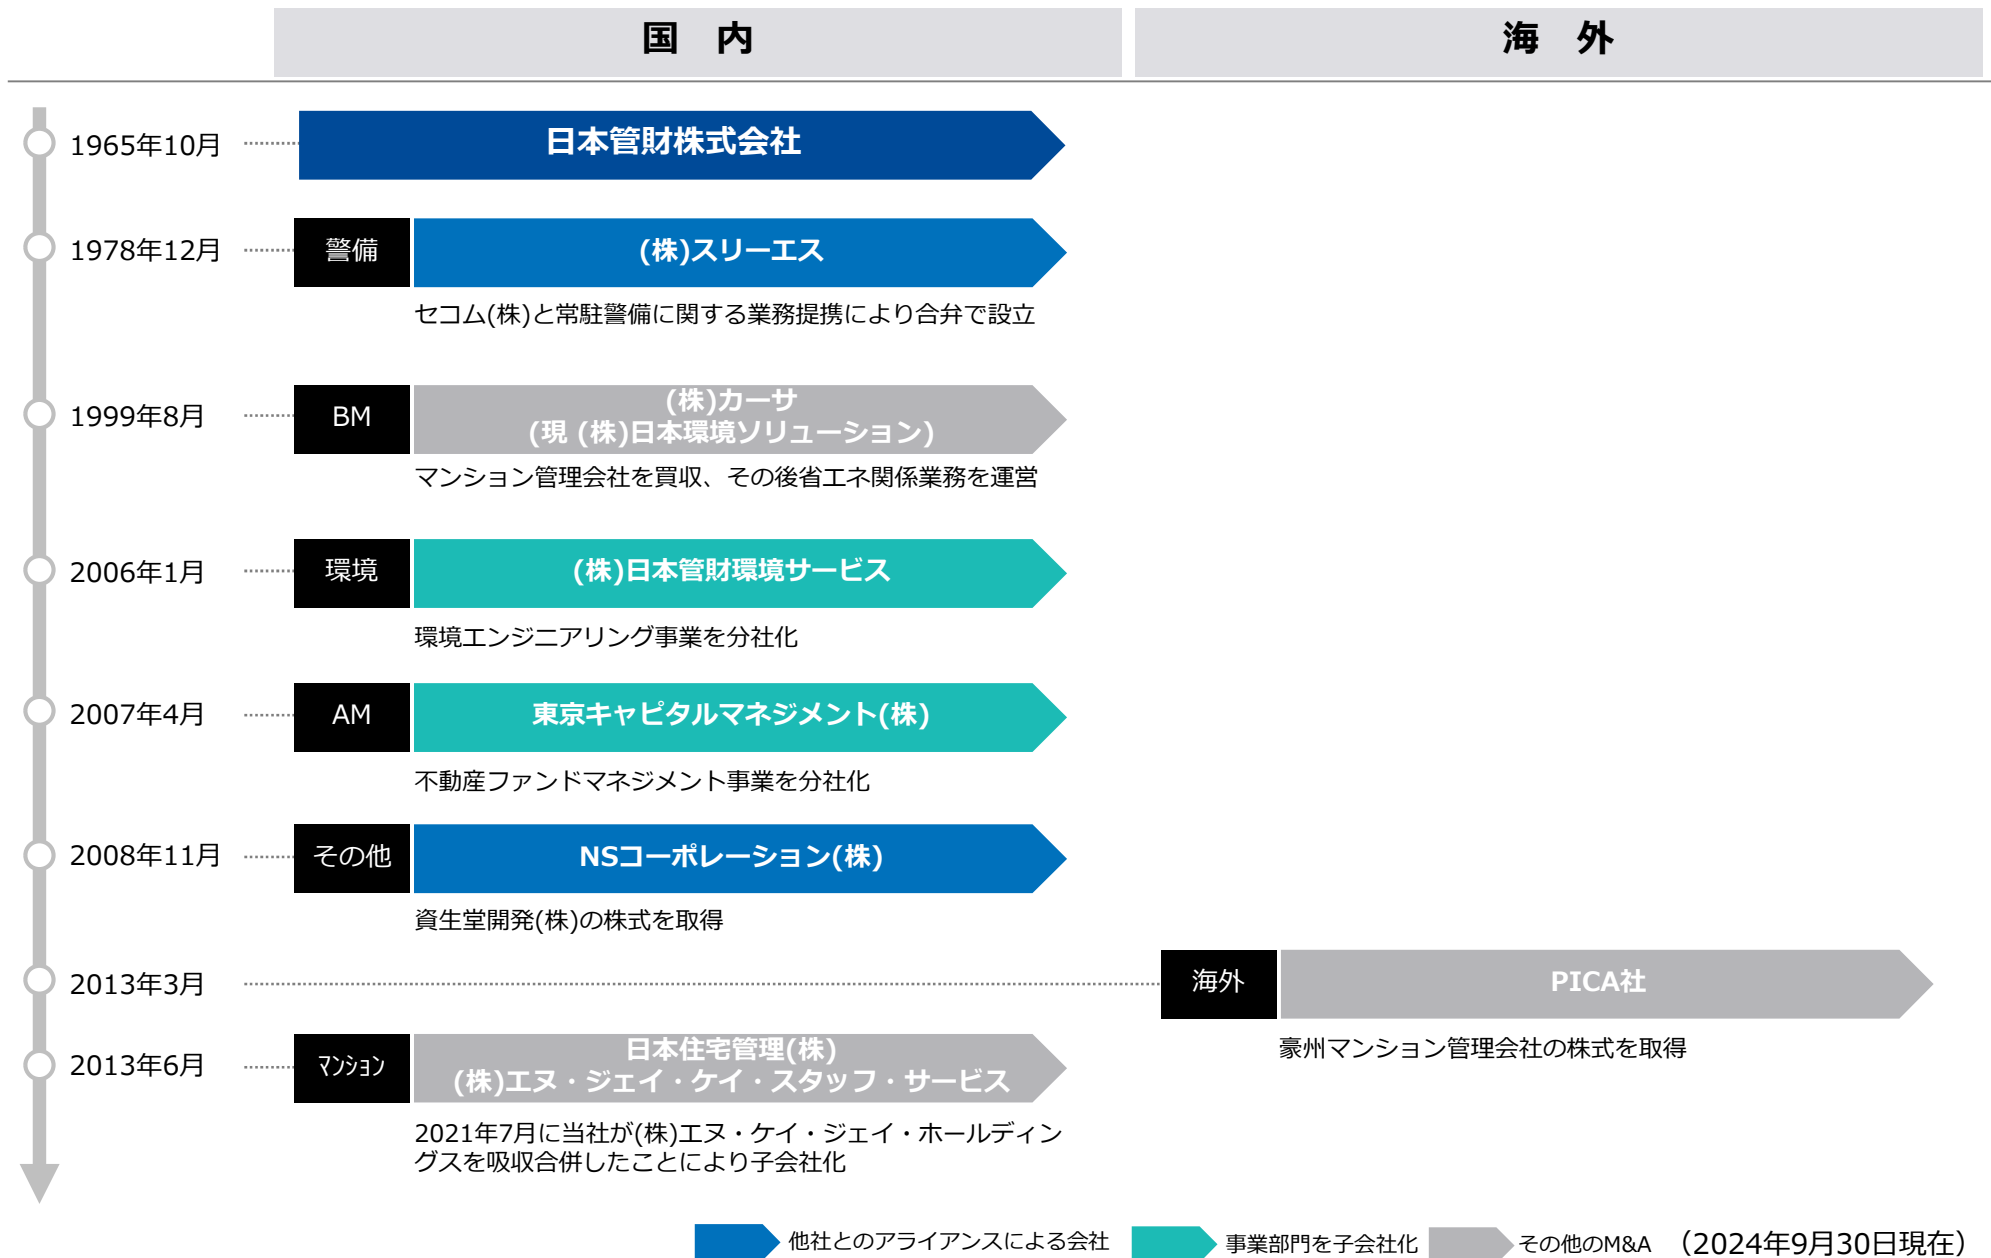 国 内
海 外
1965年10月
日本管財株式会社
1978年12月
警備
(株)スリーエス
セコム(株)と常駐警備に関する業務提携により合弁で設立
1999年8月
BM
(株)カーサ
(現 (株)日本環境ソリューション)
マンション管理会社を買収、その後省エネ関係業務を運営
2006年1月
環境
(株)日本管財環境サービス
環境エンジニアリング事業を分社化
2007年4月
AM
東京キャピタルマネジメント(株)
不動産ファンドマネジメント事業を分社化
2008年11月
その他
NSコーポレーション(株)
資生堂開発(株)の株式を取得
2013年3月
海外
PICA社
豪州マンション管理会社の株式を取得
2013年6月
ﾏﾝｼｮﾝ
日本住宅管理(株)
(株)エヌ・ジェイ・ケイ・スタッフ・サービス
2021年7月に当社が(株)エヌ・ケイ・ジェイ・ホールディン
グスを吸収合併したことにより子会社化
他社とのアライアンスによる会社
事業部門を子会社化
その他のM&A
（2024年9月30日現在）